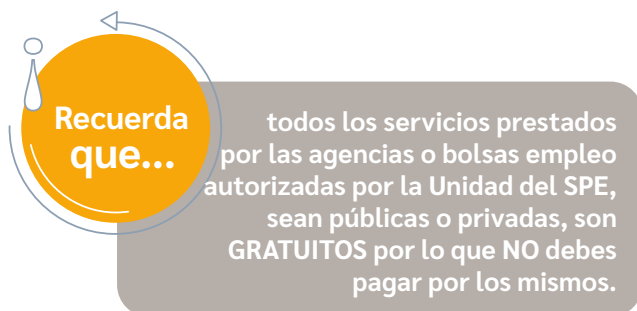 Recuerda
que...
todos los servicios prestados
por las agencias o bolsas empleo
autorizadas por la Unidad del SPE,
sean públicas o privadas, son
GRATUITOS por lo que NO debes
pagar por los mismos.